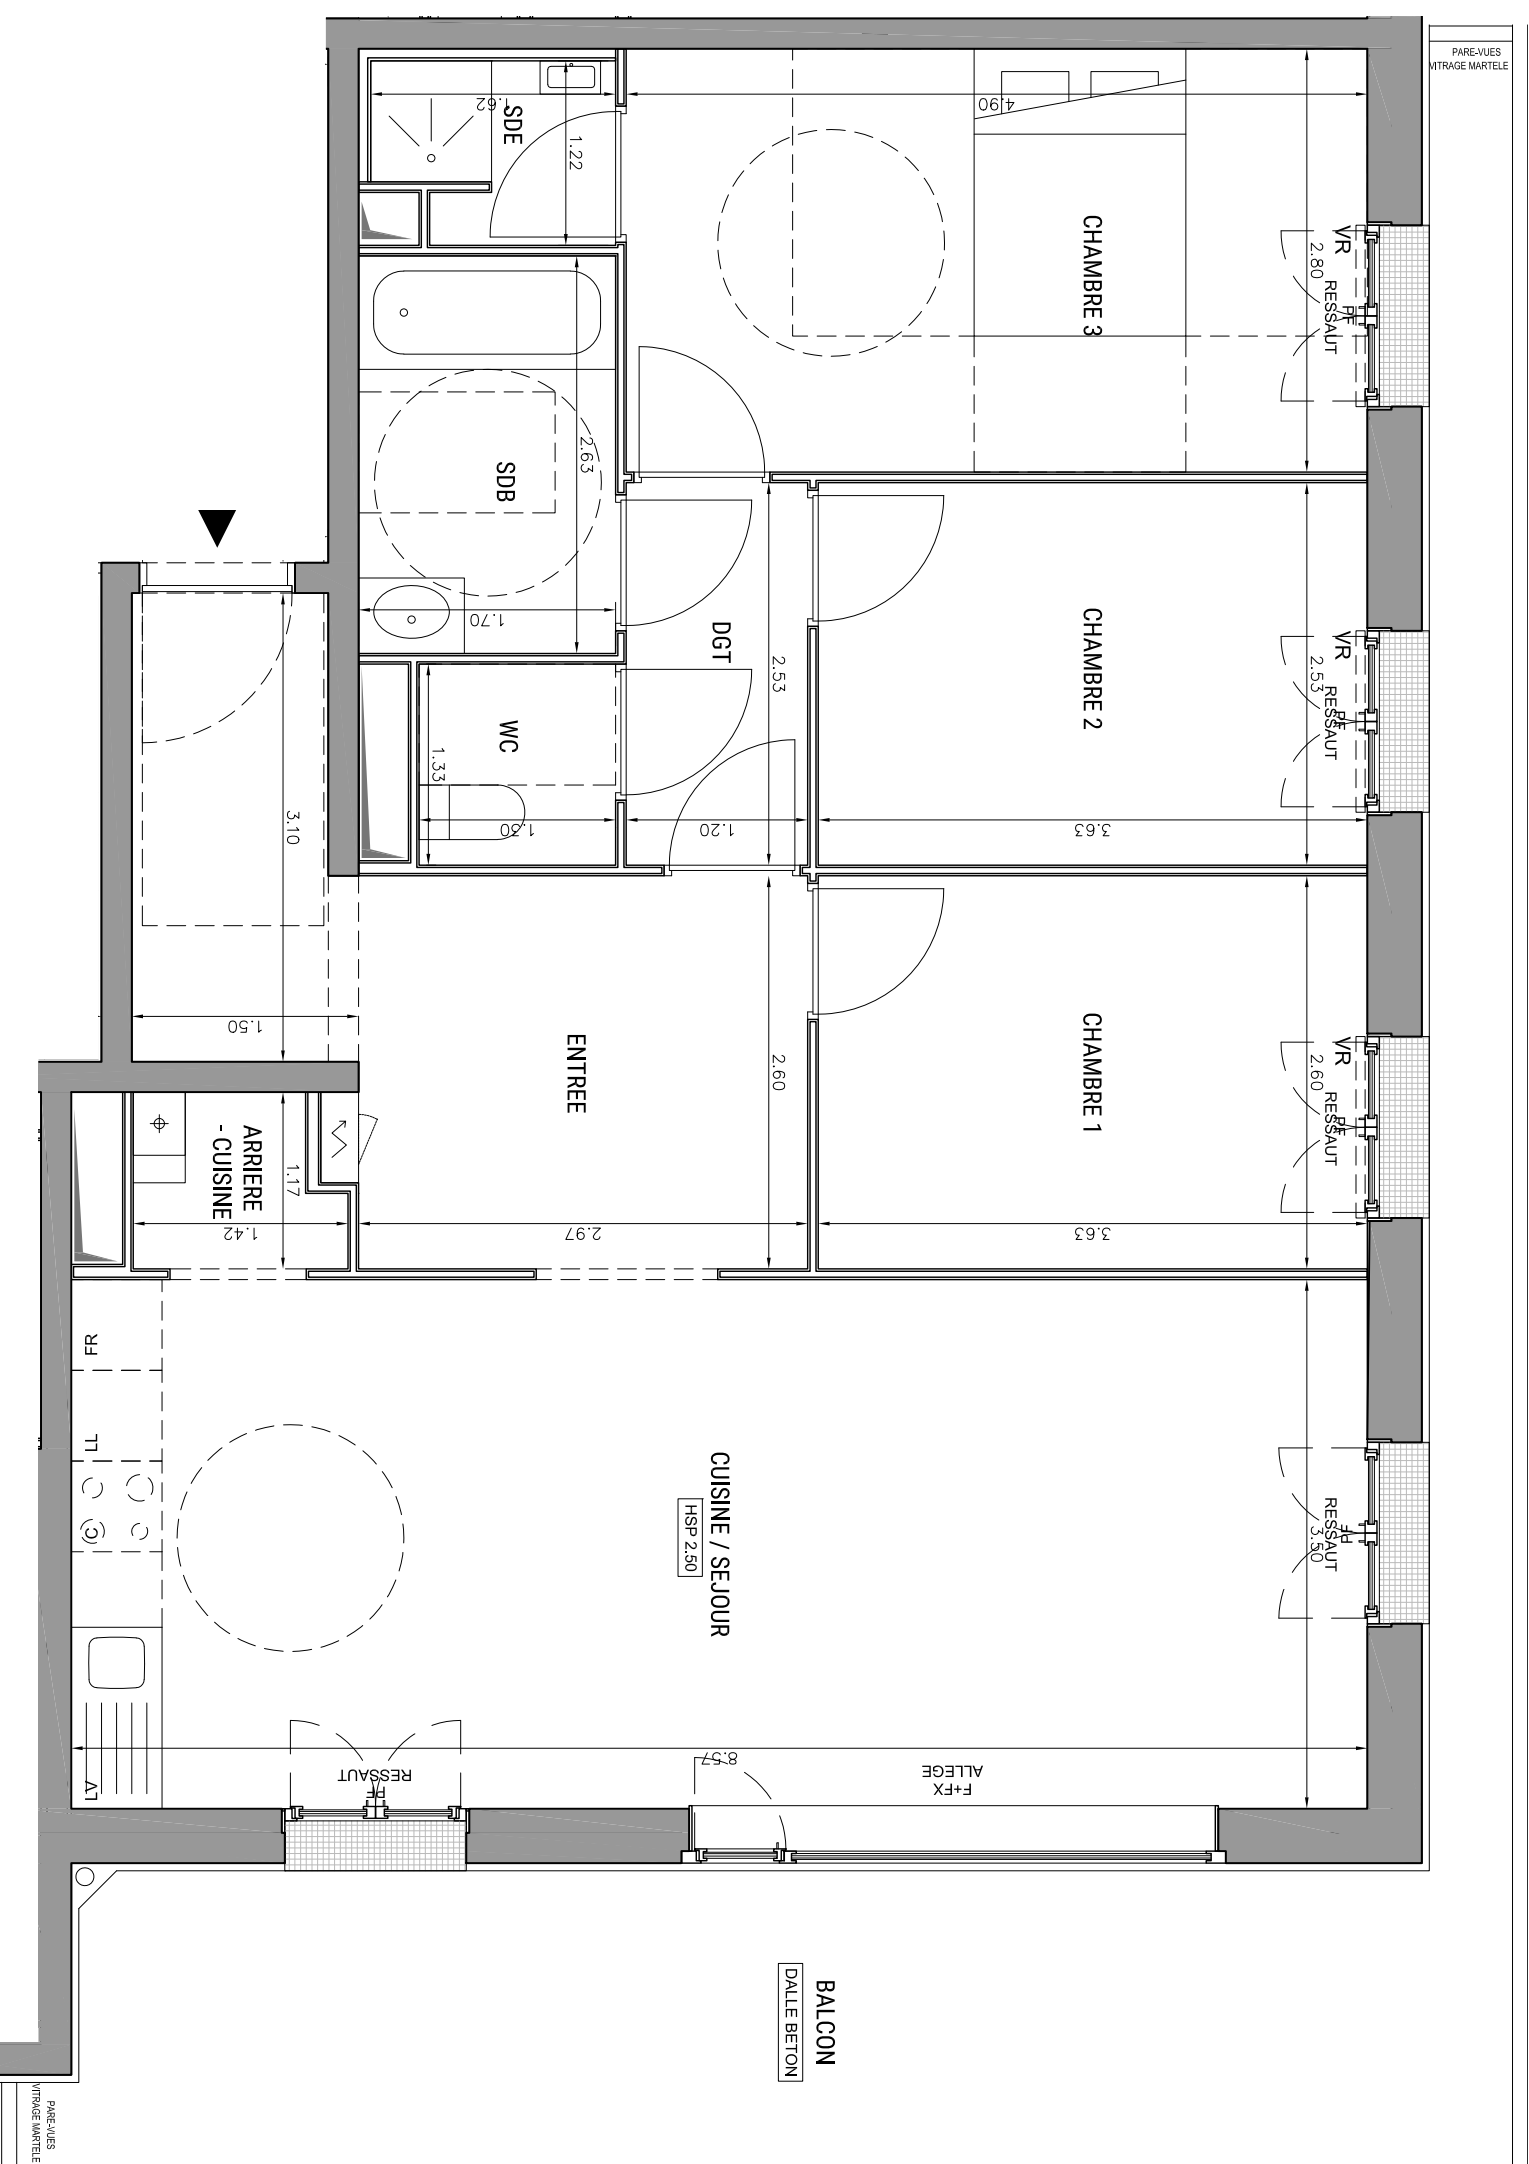 PARE-VUES
VITRAGE MARTELE
SDE
1.62
1.22
4.90
CHAMBRE 3
VR
2.80
RESSAUT
PF
SDB
2.63
1.70
DGT
2.53
CHAMBRE 2
VR
2.53
RESSAUT
PF
WC
1.33
1.30
1.20
3.63
3.10
1.50
ENTREE
2.60
CHAMBRE 1
VR
2.60
RESSAUT
PF
ARRIERE
- CUISINE
1.17
1.42
2.97
3.63
FR
LL
CUISINE / SEJOUR
HSP 2.50
RESSAUT
PF
3.50
LV
8.57
RESSAUT
PF
ALLEGE
F+FX
BALCON
DALLE BETON
PARE-VUES
VITRAGE MARTELE